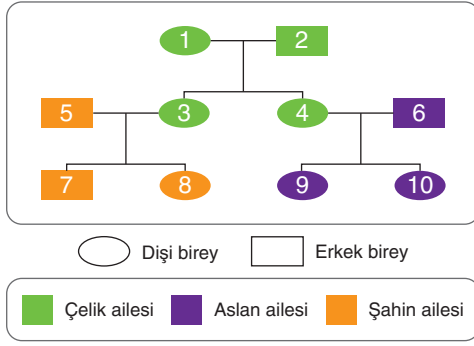 1 2
5 3 4 6
7 8 9 10
Dişi birey Erkek birey
Çelik ailesi Aslan ailesi Şahin ailesi